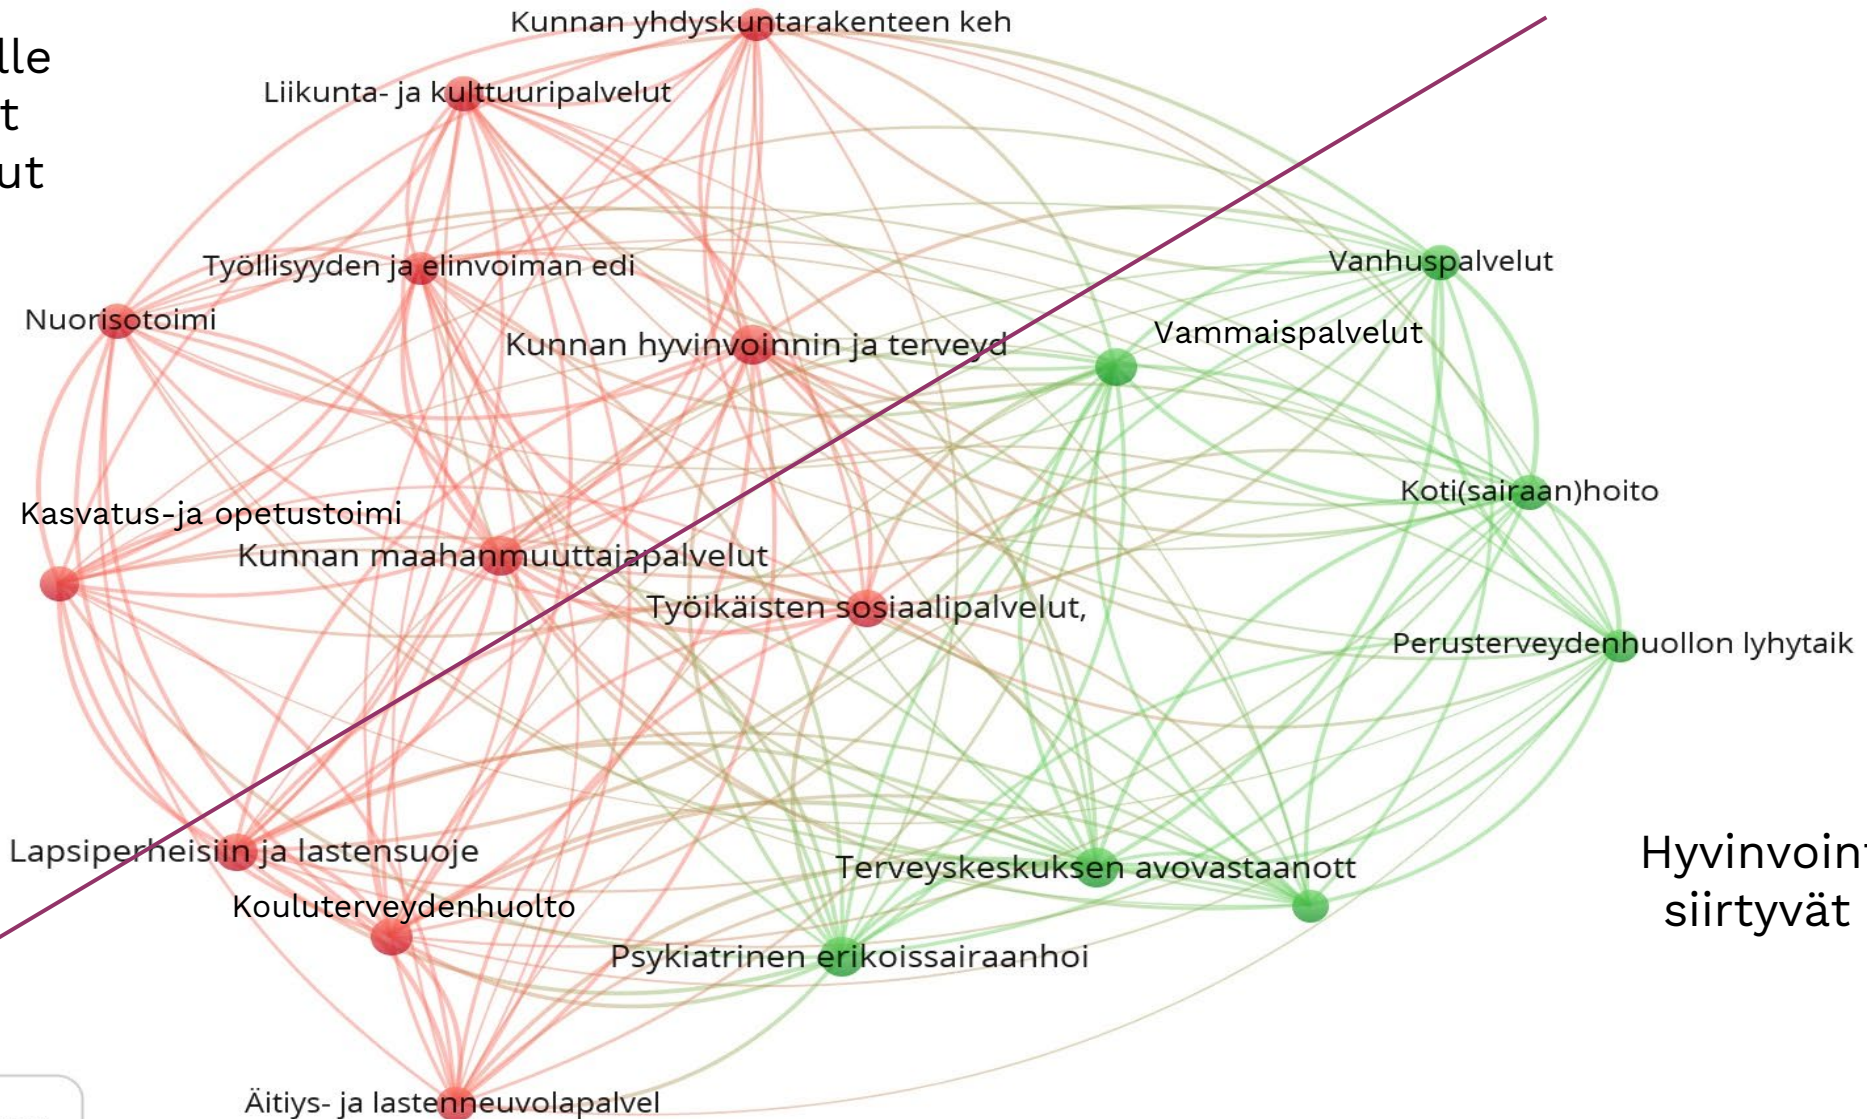 Kunnan yhdyskuntarakenteen keh
Liikunta- ja kulttuuripalvelut
Työllisyyden ja elinvoiman edi
Nuorisotoimi
Kunnan hyvinvoinnin ja terveyd
Vanhuspalvelut
Vammaispalvelut
Kasvatus-ja opetustoimi
Kunnan maahanmuuttajapalvelut
Koti(sairaan)hoito
Työikäisten sosiaalipalvelut,
Perusterveydenhuollon lyhytaik
Lapsiperheisiin ja lastensuoje
Terveyskeskuksen avovastaanott
Hyvinvoint
siirtyvät
Kouluterveydenhuolto
Psykiatrinen erikoissairaanhoi
Äitiys- ja lastenneuvolapalvel